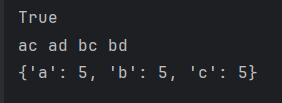 True
ac ad bc bd
{'a': 5, 'b': 5, 'c': 5}